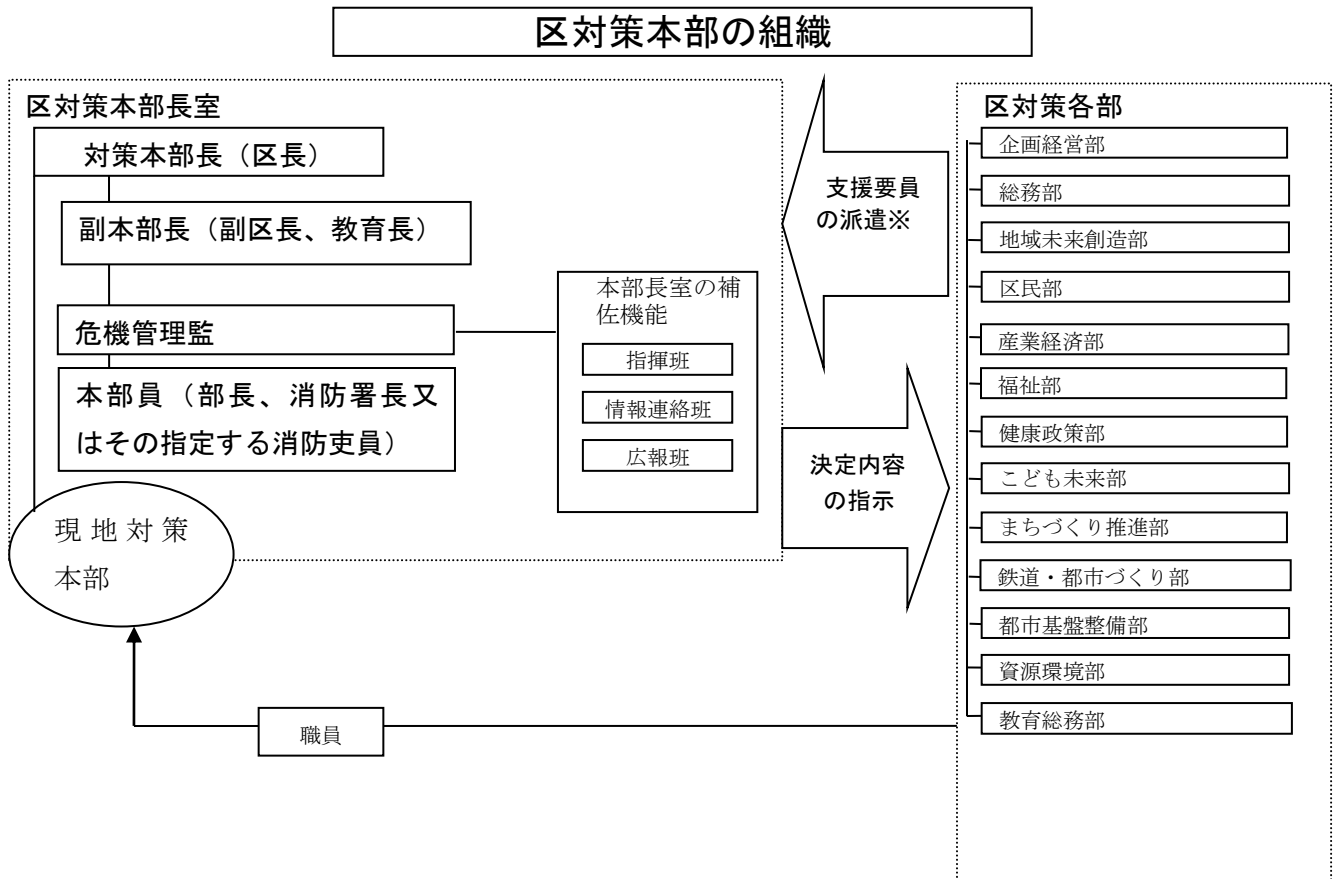 区対策本部の組織
区対策本部長室
対策本部長（区長）
副本部長（副区長、教育長）
危機管理監
本部員（部長、消防署長又
はその指定する消防吏員）
現地対策
本部
本部長室の補
佐機能
指揮班
情報連絡班
広報班
支援要員
の派遣※
決定内容
の指示
区対策各部
企画経営部
総務部
地域未来創造部
区民部
産業経済部
福祉部
健康政策部
こども未来部
まちづくり推進部
鉄道・都市づくり部
都市基盤整備部
資源環境部
教育総務部
職員